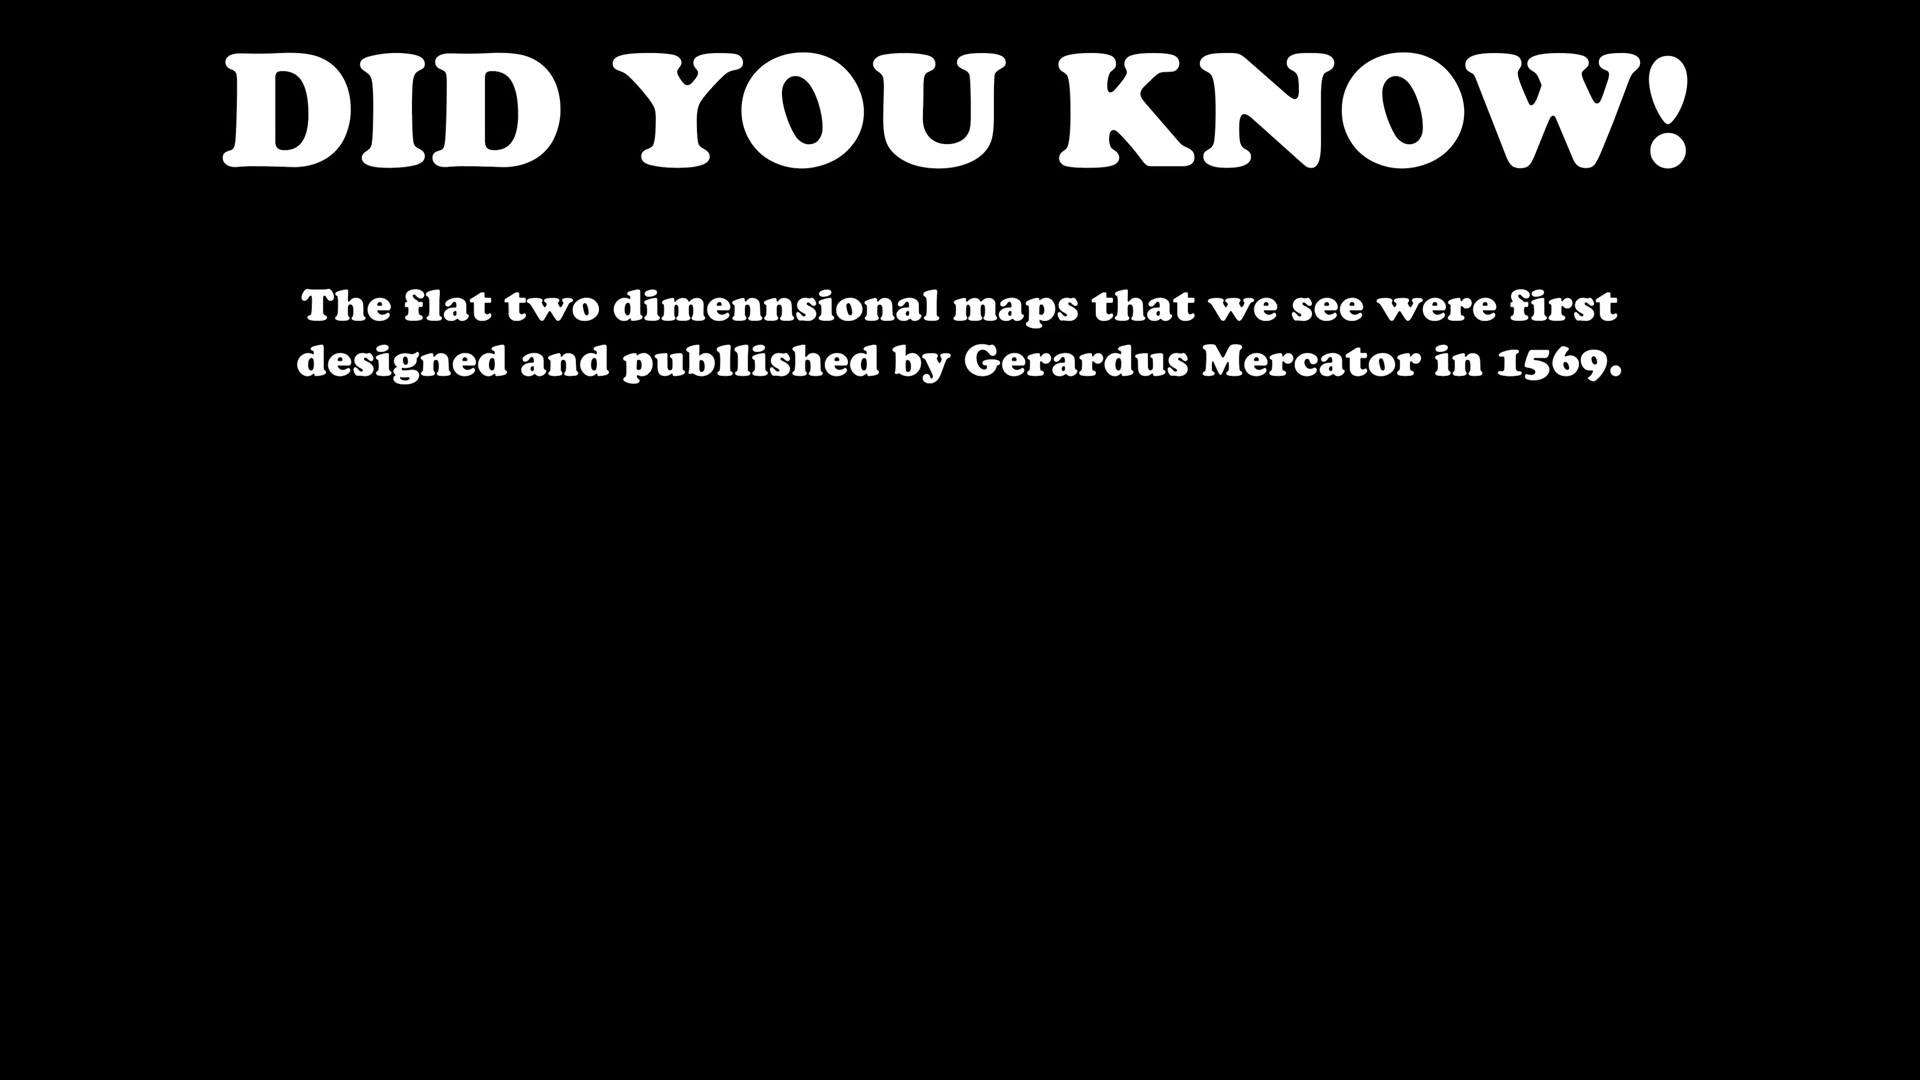 DID YOU KNOW!
The flat two dimennsional maps that we see were first
designed and publlished by Gerardus Mercator in 1569.